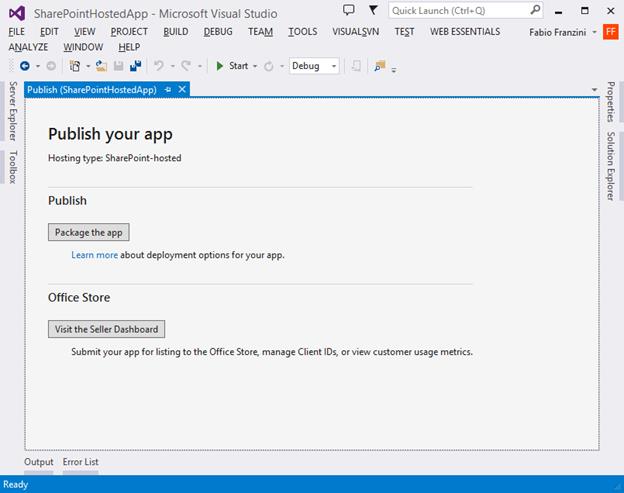 SharePointHostedApp - Microsoft Visual Studio
Quick Launch (Ctrl+Q)
FILE EDIT VIEW PROJECT BUILD DEBUG TEAM TOOLS VISUALSVN TEST WEB ESSENTIALS Fabio Franzini FF
ANALYZE WINDOW HELP
Start Debug
Server Explorer
Toolbox
Publish (SharePointHostedApp)
Publish your app
Hosting type: SharePoint-hosted
Publish
Package the app
Learn more about deployment options for your app.
Office Store
Visit the Seller Dashboard
Submit your app for listing to the Office Store, manage Client IDs, or view customer usage metrics.
Properties
Solution Explorer
Output Error List
Ready